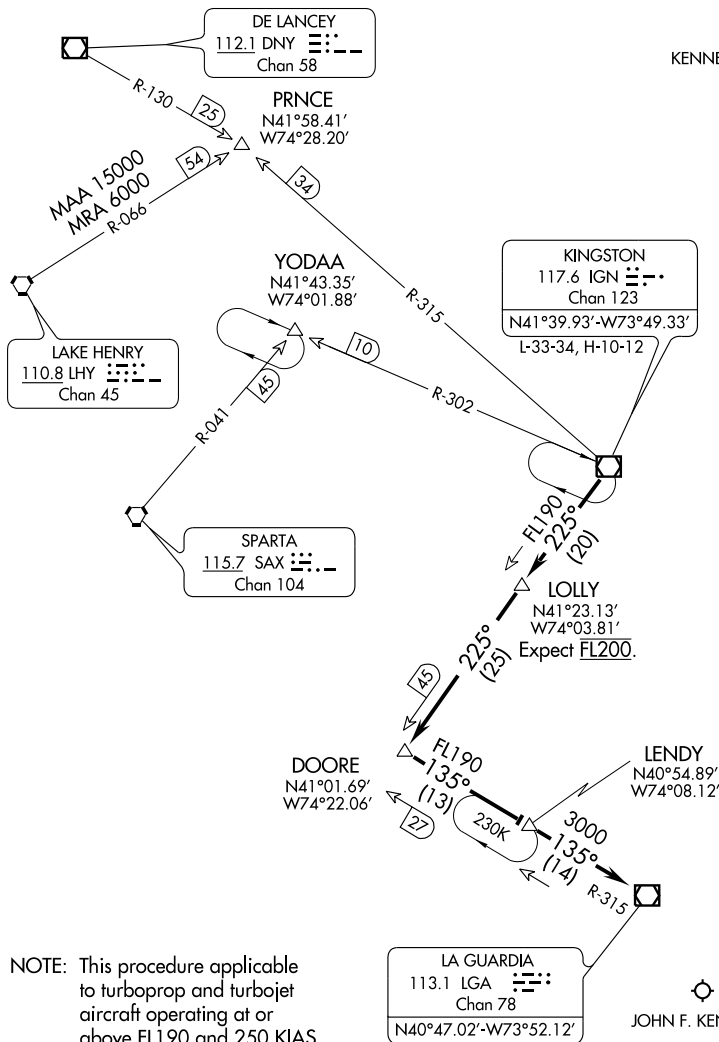 DE LANCEY
112.1 DNY
Chan 58
KENNE
R-130
25
PRNCE
N41°58.41'
W74°28.20'
54
MAA 15000
MRA 6000
R-066
34
R-315
YODAA
N41°43.35'
W74°01.88'
KINGSTON
117.6 IGN
Chan 123
N41°39.93'-W73°49.33'
L-33-34, H-10-12
LAKE HENRY
110.8 LHY
Chan 45
10
R-302
45
R-041
SPARTA
115.7 SAX
Chan 104
FL190
225°
(20)
LOLLY
N41°23.13'
W74°03.81'
Expect FL200.
225°
(25)
45
DOORE
N41°01.69'
W74°22.06'
FL190
135°
(13)
27
230K
LENDY
N40°54.89'
W74°08.12'
3000
135°
(14)
R-315
LA GUARDIA
113.1 LGA
Chan 78
N40°47.02'-W73°52.12'
JOHN F. KEN
NOTE: This procedure applicable
to turboprop and turbojet
aircraft operating at or
above FL190 and 250 KIAS